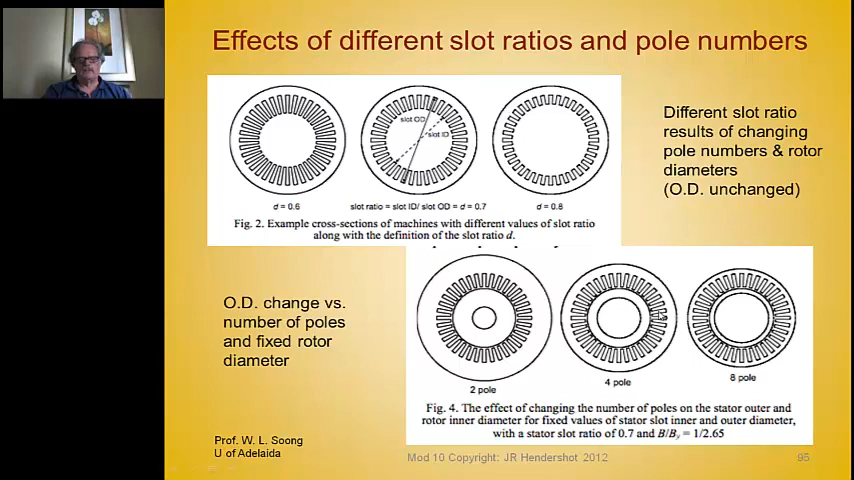 Effects of different slot ratios and pole numbers
slot OD
slot ID
d = 0.6
slot ratio = slot ID/ slot OD = d = 0.7
d = 0.8
Fig. 2. Example cross-sections of machines with different values of slot ratio
along with the definition of the slot ratio d.
Different slot ratio
results of changing
pole numbers & rotor
diameters
(O.D. unchanged)
O.D. change vs.
number of poles
and fixed rotor
diameter
2 pole
4 pole
8 pole
Fig. 4. The effect of changing the number of poles on the stator outer and
rotor inner diameter for fixed values of stator slot inner and outer diameter,
with a stator slot ratio of 0.7 and B/By = 1/2.65
Prof. W. L. Soong
U of Adelaida
Mod 10 Copyright: JR Hendershot 2012
95